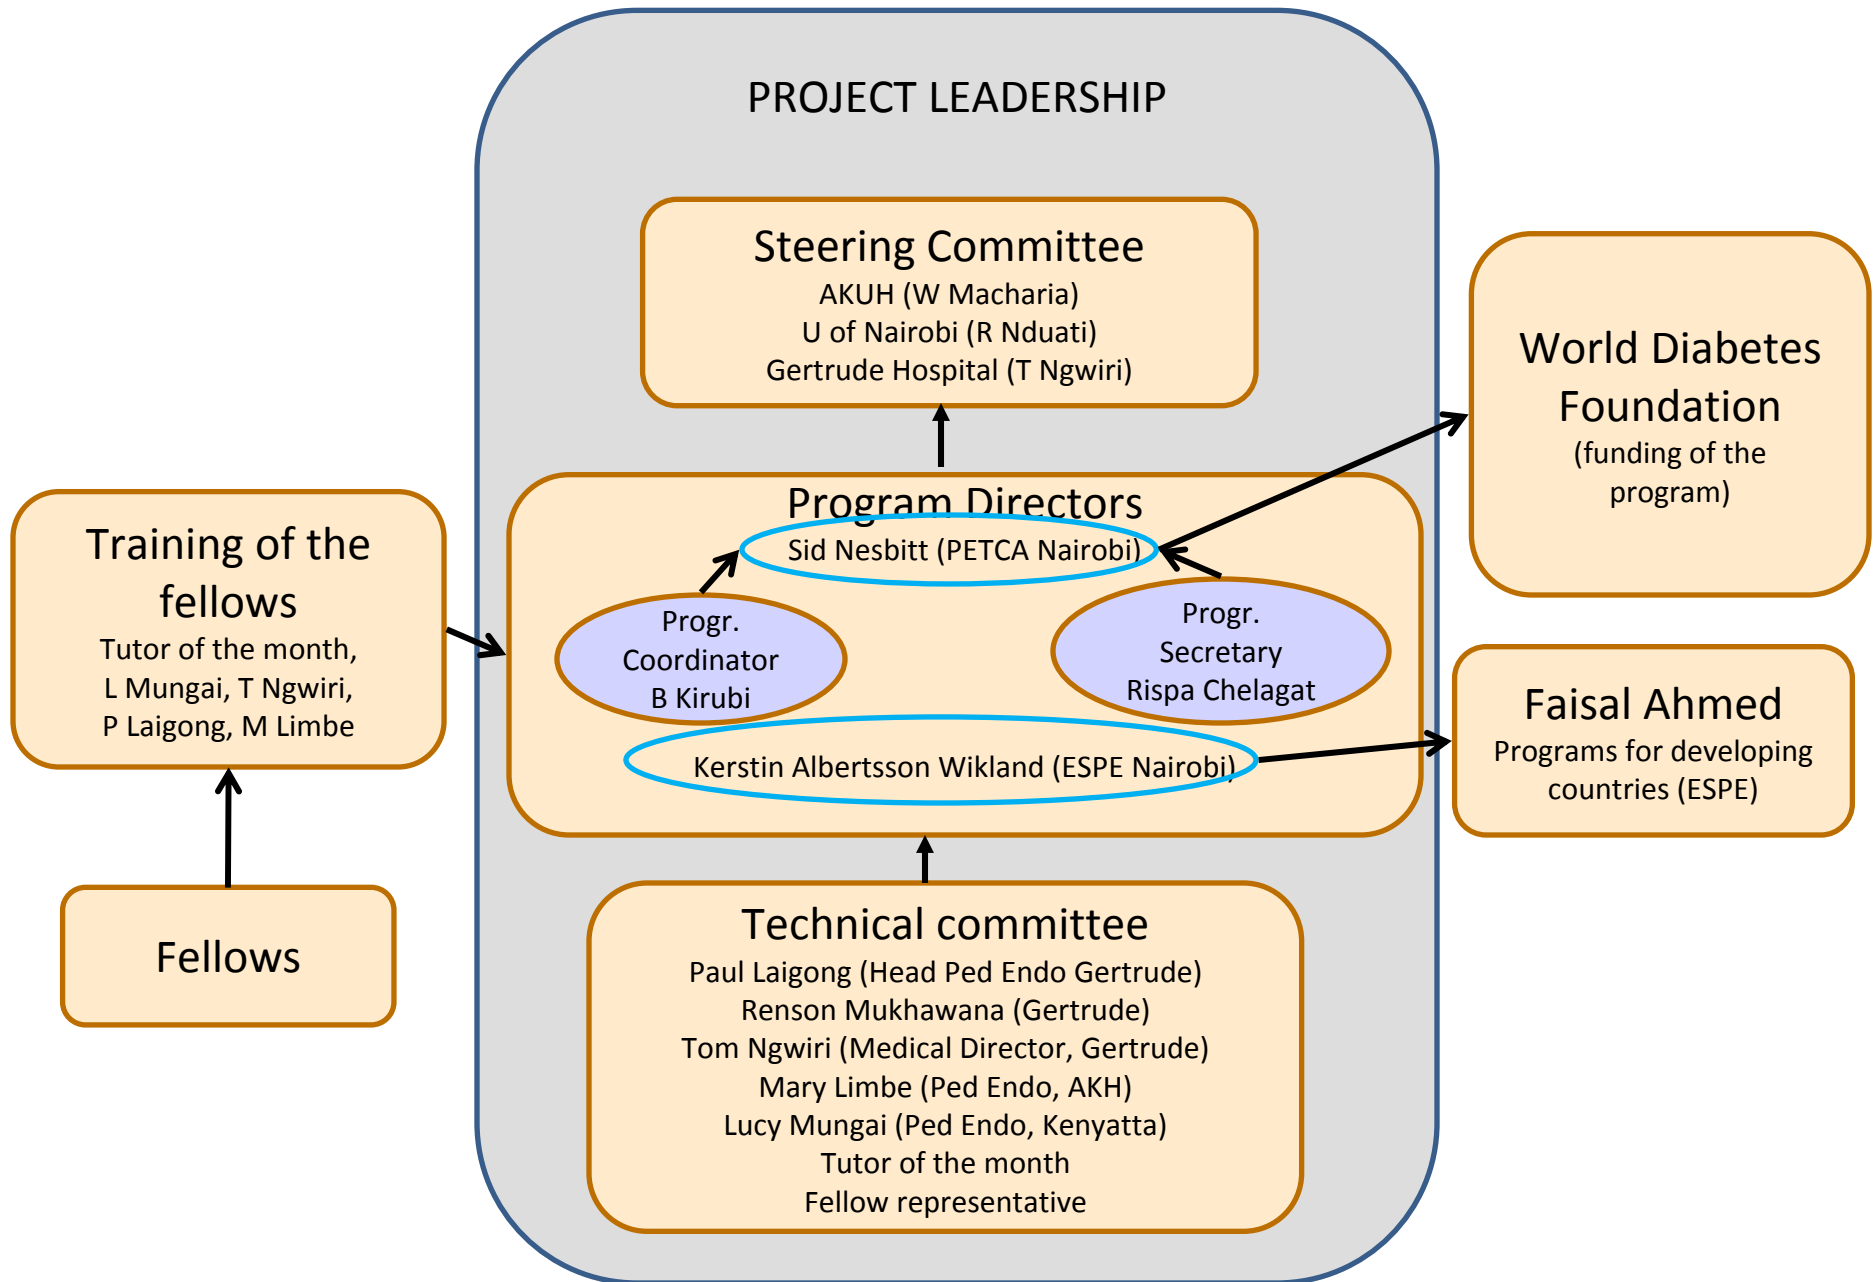 PROJECT LEADERSHIP
Steering Committee
AKUH (W Macharia)
U of Nairobi (R Nduati)
Gertrude Hospital (T Ngwiri)
World Diabetes
Foundation
(funding of the
program)
Program Directors
Sid Nesbitt (PETCA Nairobi)
Training of the
fellows
Tutor of the month,
L Mungai, T Ngwiri,
P Laigong, M Limbe
Progr.
Coordinator
B Kirubi
Progr.
Secretary
Rispa Chelagat
Kerstin Albertsson Wikland (ESPE Nairobi)
Faisal Ahmed
Programs for developing
countries (ESPE)
Fellows
Technical committee
Paul Laigong (Head Ped Endo Gertrude)
Renson Mukhawana (Gertrude)
Tom Ngwiri (Medical Director, Gertrude)
Mary Limbe (Ped Endo, AKH)
Lucy Mungai (Ped Endo, Kenyatta)
Tutor of the month
Fellow representative